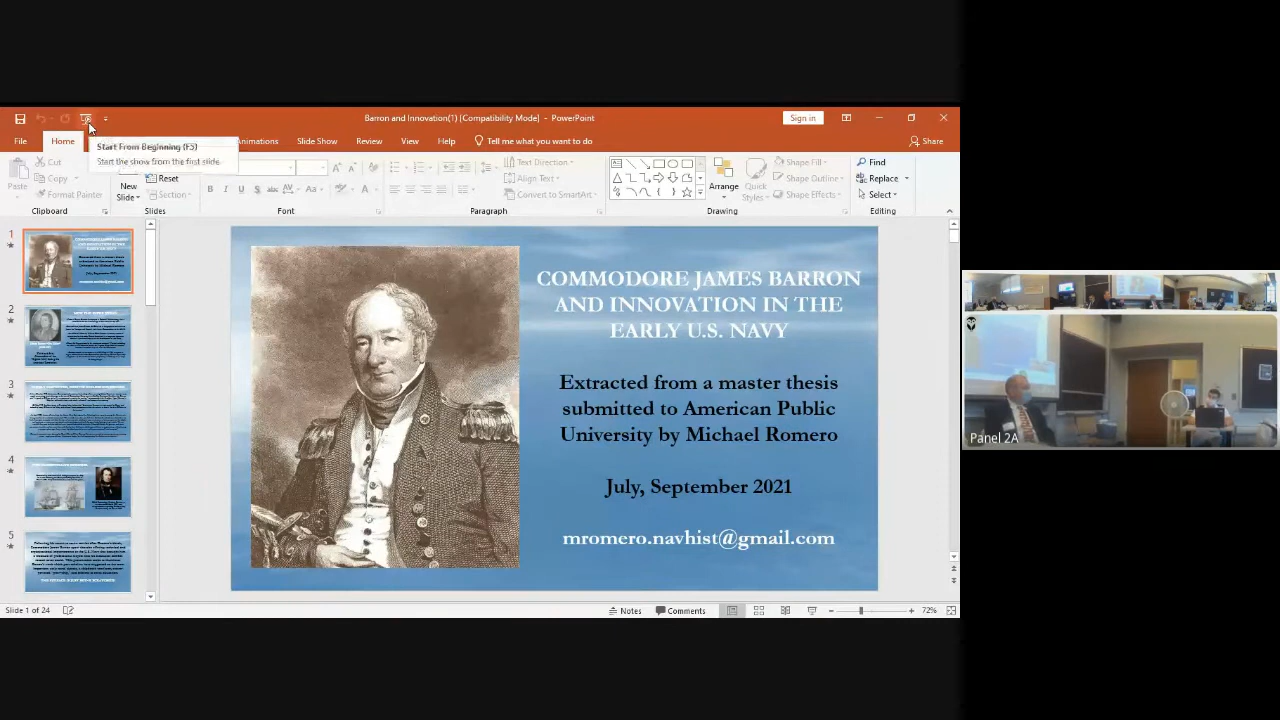 Barron and Innovation(1) [Compatibility Mode] - PowerPoint
Sign in
File
Home
Animations
Slide Show
Review
View
Help
Tell me what you want to do
Share
Start From Beginning (F5)
Start the show from the first slide.
Paste
Cut
Copy
Format Painter
New
Slide
Reset
Section
Text Direction
Align Text
Convert to SmartArt
Arrange
Quick
Styles
Shape Fill
Shape Outline
Shape Effects
Find
Replace
Select
Clipboard
Slides
Font
Paragraph
Drawing
Editing
1
2
3
4
5
COMMODORE JAMES BARRON
AND INNOVATION IN THE
EARLY U.S. NAVY
Extracted from a master thesis
submitted to American Public
University by Michael Romero
July, September 2021
mromero.navhist@gmail.com
Panel 2A
Slide 1 of 24
Notes
Comments
72%